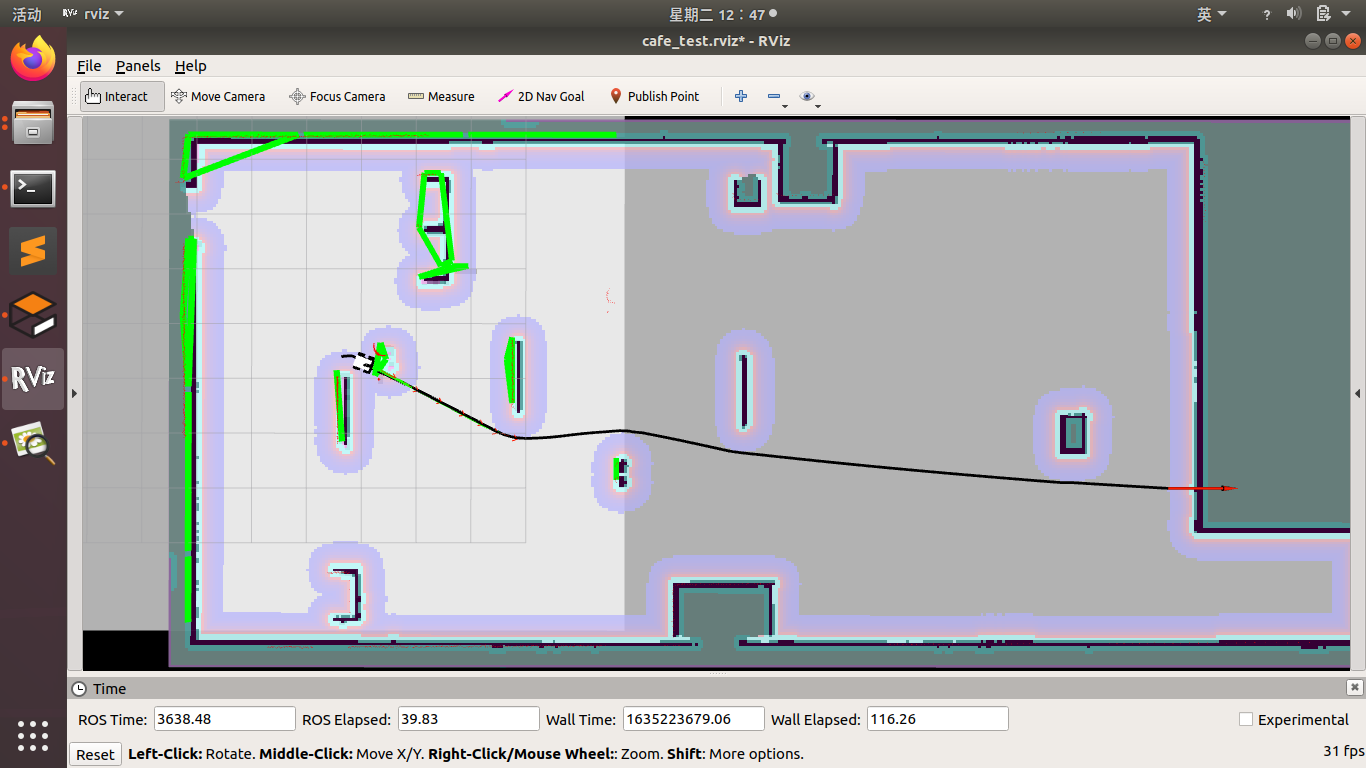 活动 RViz rviz 星期二 12：47 英 ?
cafe_test.rviz* - RViz
File Panels Help
Interact Move Camera Focus Camera Measure 2D Nav Goal Publish Point
RViz
Time
ROS Time: 3638.48 ROS Elapsed: 39.83 Wall Time: 1635223679.06 Wall Elapsed: 116.26 Experimental
Reset Left-Click: Rotate. Middle-Click: Move X/Y. Right-Click/Mouse Wheel:: Zoom. Shift: More options. 31 fps